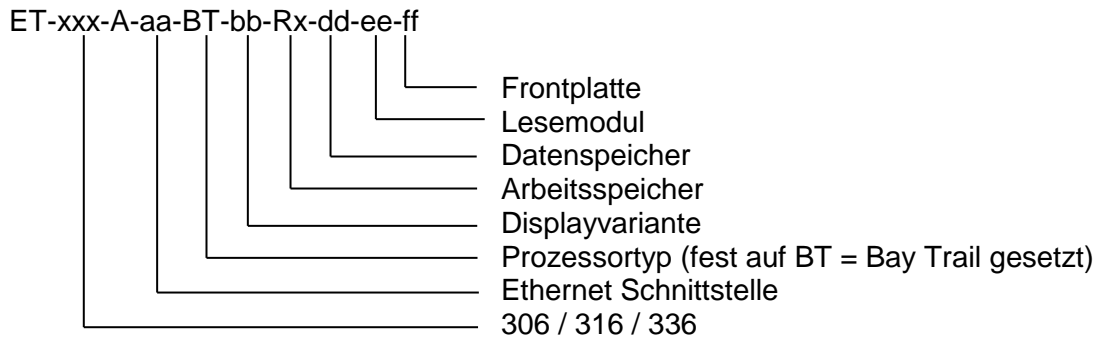 ET-xxx-A-aa-BT-bb-Rx-dd-ee-ff
Frontplatte
Lesemodul
Datenspeicher
Arbeitsspeicher
Displayvariante
Prozessortyp (fest auf BT = Bay Trail gesetzt)
Ethernet Schnittstelle
306 / 316 / 336